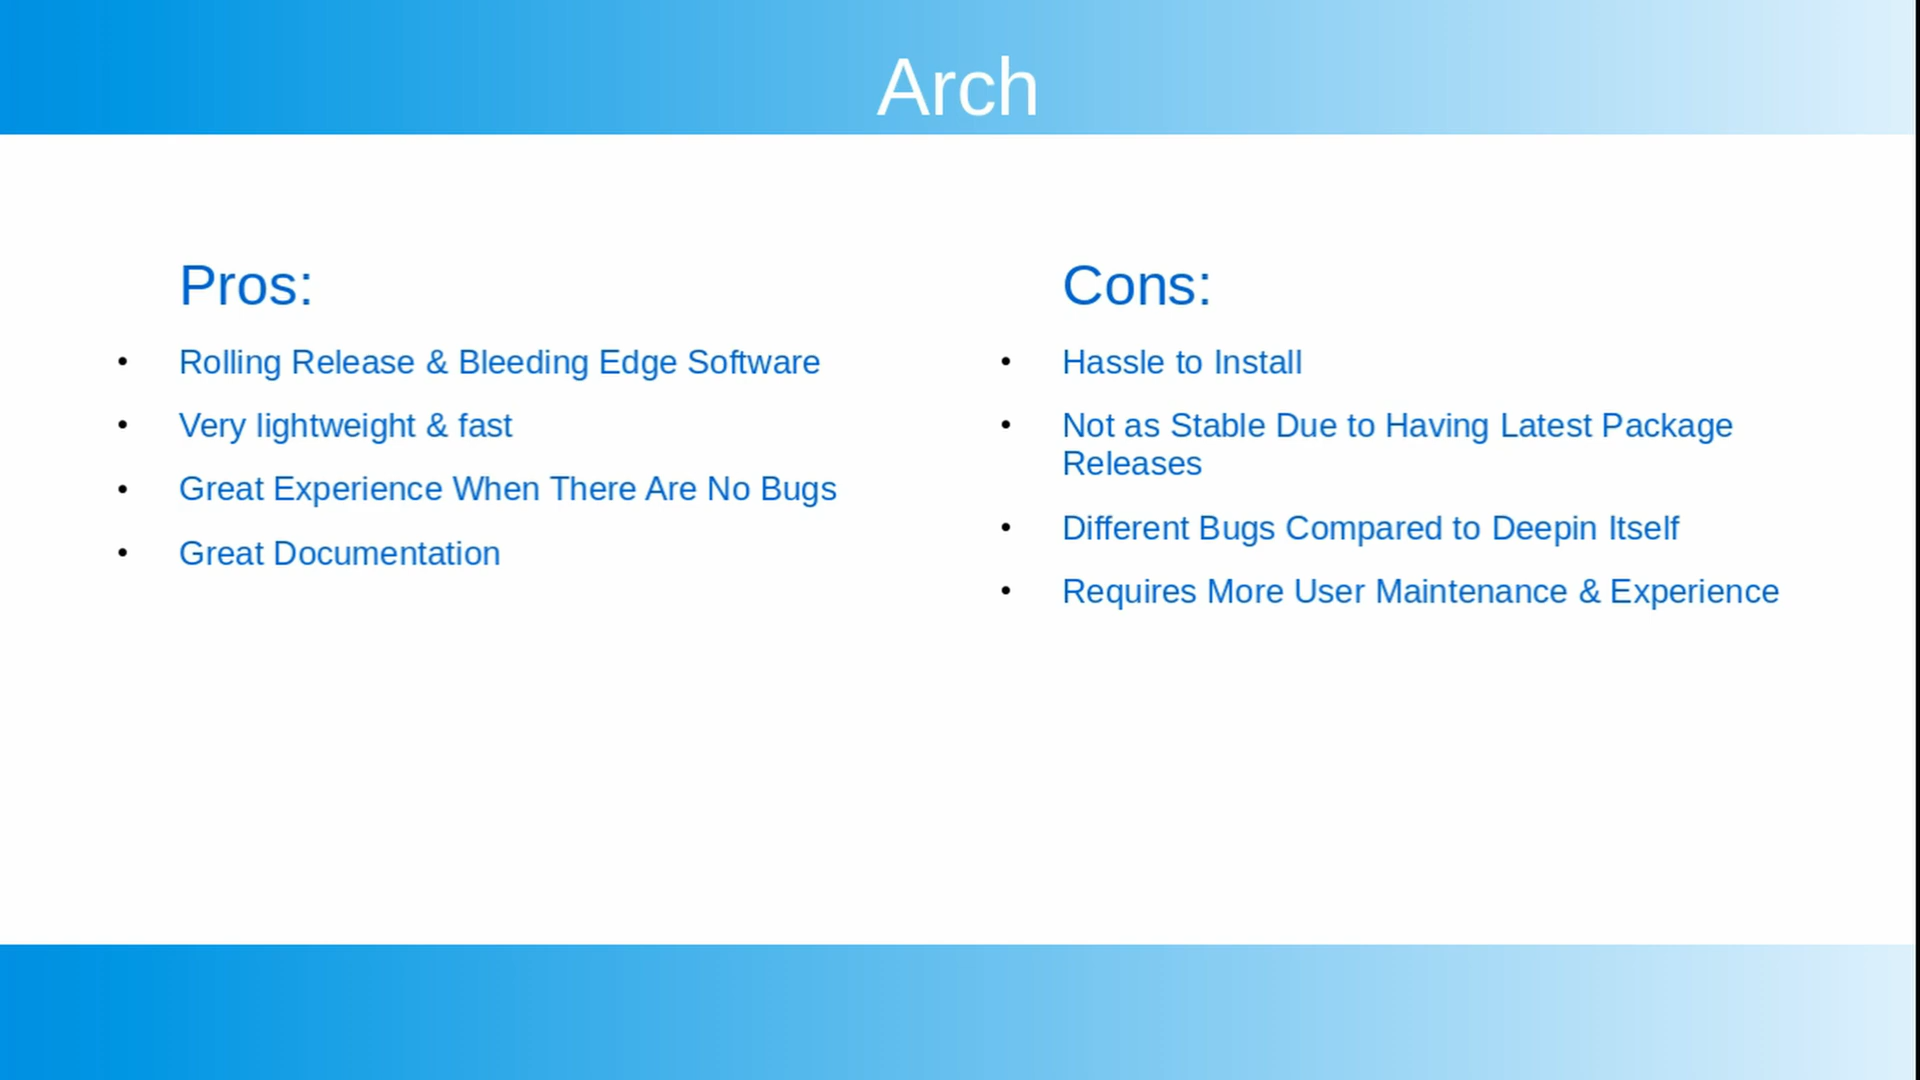 Arch
Pros:
• Rolling Release & Bleeding Edge Software
• Very lightweight & fast
• Great Experience When There Are No Bugs
• Great Documentation
Cons:
• Hassle to Install
• Not as Stable Due to Having Latest Package
Releases
• Different Bugs Compared to Deepin Itself
• Requires More User Maintenance & Experience